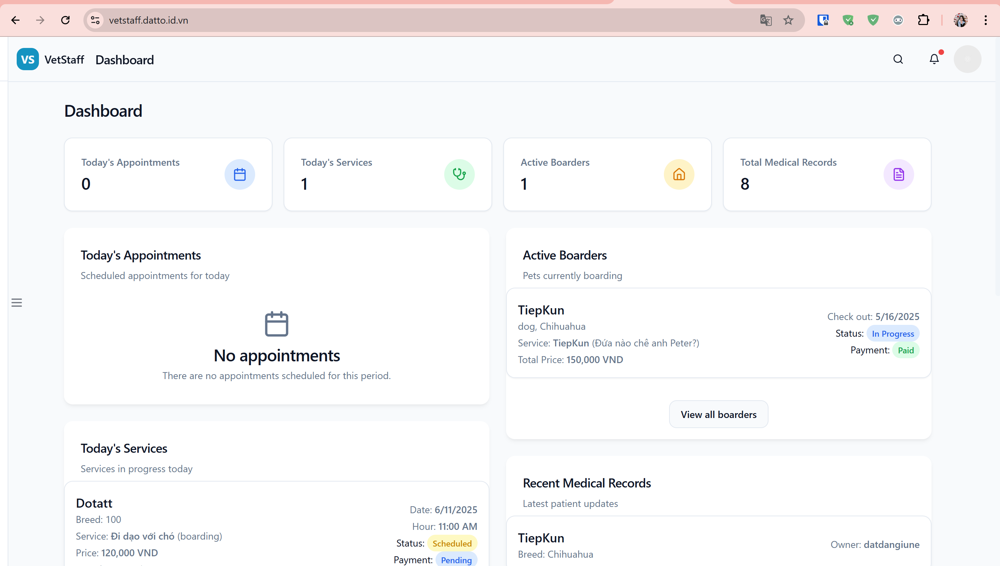 vetstaff.datto.id.vn
VS VetStaff Dashboard
Dashboard
Today's Appointments
0
Today's Services
1
Active Boarders
1
Total Medical Records
8
Today's Appointments
Scheduled appointments for today
No appointments
There are no appointments scheduled for this period.
Active Boarders
Pets currently boarding
TiepKun
dog, Chihuahua
Service: TiepKun (Đứa nào chê anh Peter?)
Total Price: 150,000 VND
Check out: 5/16/2025
Status: In Progress
Payment: Paid
View all boarders
Today's Services
Services in progress today
Dotatt
Breed: 100
Service: Đi dạo với chó (boarding)
Price: 120,000 VND
Date: 6/11/2025
Hour: 11:00 AM
Status: Scheduled
Payment: Pending
Recent Medical Records
Latest patient updates
TiepKun
Breed: Chihuahua
Owner: datdangiune